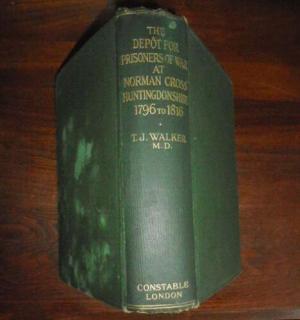 THE
DEPÔT FOR
PRISONERS OF WAR
AT
NORMAN CROSS
HUNTINGDONSHIRE
1796 TO 1816
T. J. WALKER
M.D.
CONSTABLE
LONDON